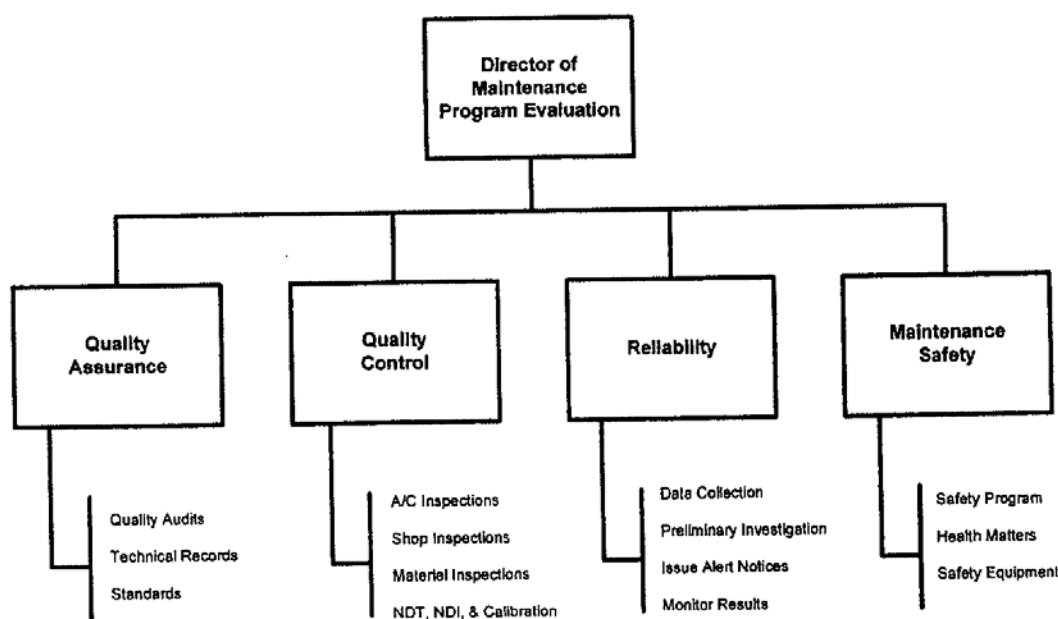 Director of
Maintenance
Program Evaluation
Quality
Assurance
Quality
Control
Reliability
Maintenance
Safety
Quality Audits
Technical Records
Standards
A/C Inspections
Shop Inspections
Material Inspections
NDT, NDI, & Calibration
Data Collection
Preliminary Investigation
Issue Alert Notices
Monitor Results
Safety Program
Health Matters
Safety Equipment